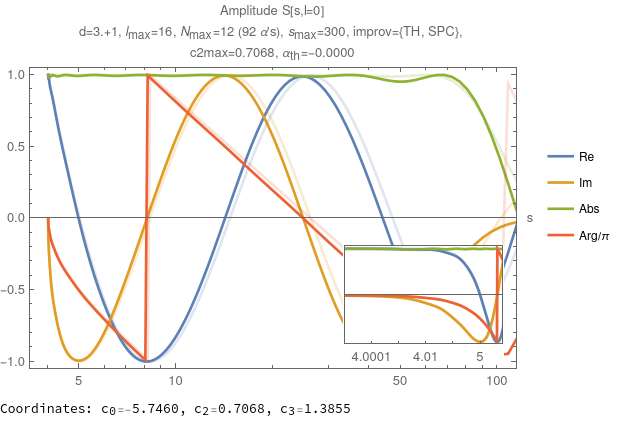 Amplitude S[s,l=0]
d=3.+1, lmax=16, Nmax=12 (92 α's), smax=300, improv={TH, SPC},
c2max=0.7068, αth=-0.0000
1.0
0.5
0.0
-0.5
-1.0
5
10
50
100
s
4.0001
4.01
5
Re
Im
Abs
Arg/π
Coordinates: c0=-5.7460, c2=0.7068, c3=1.3855